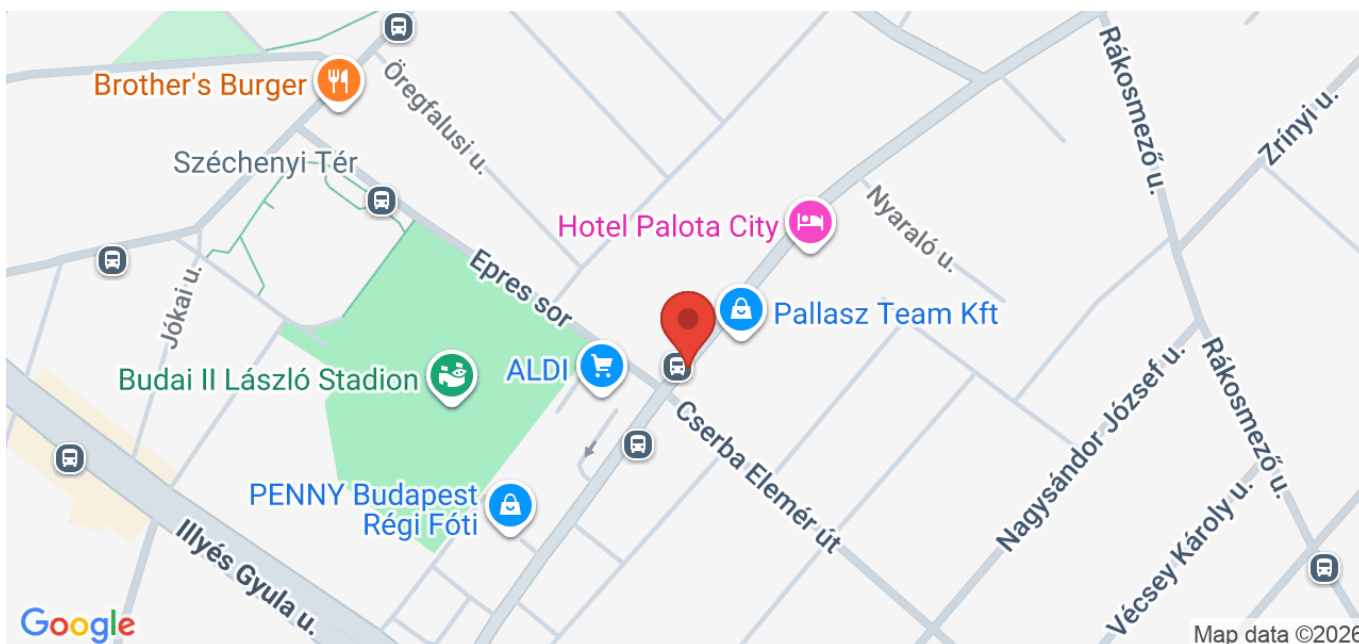 Brother's Burger
Öregfalusi u.
Rákosmező u.
Zrínyi u.
Széchenyi Tér
Nyaraló u.
Hotel Palota City
Epres sor
Jókai u.
Pallasz Team Kft
Budai II László Stadion
ALDI
Nagysándor József u.
Rákosmező u.
Cserba Elemér út
PENNY Budapest
Régi Fóti
Vécsey Károly u.
Illyés Gyula u.
Google
Map data ©2026